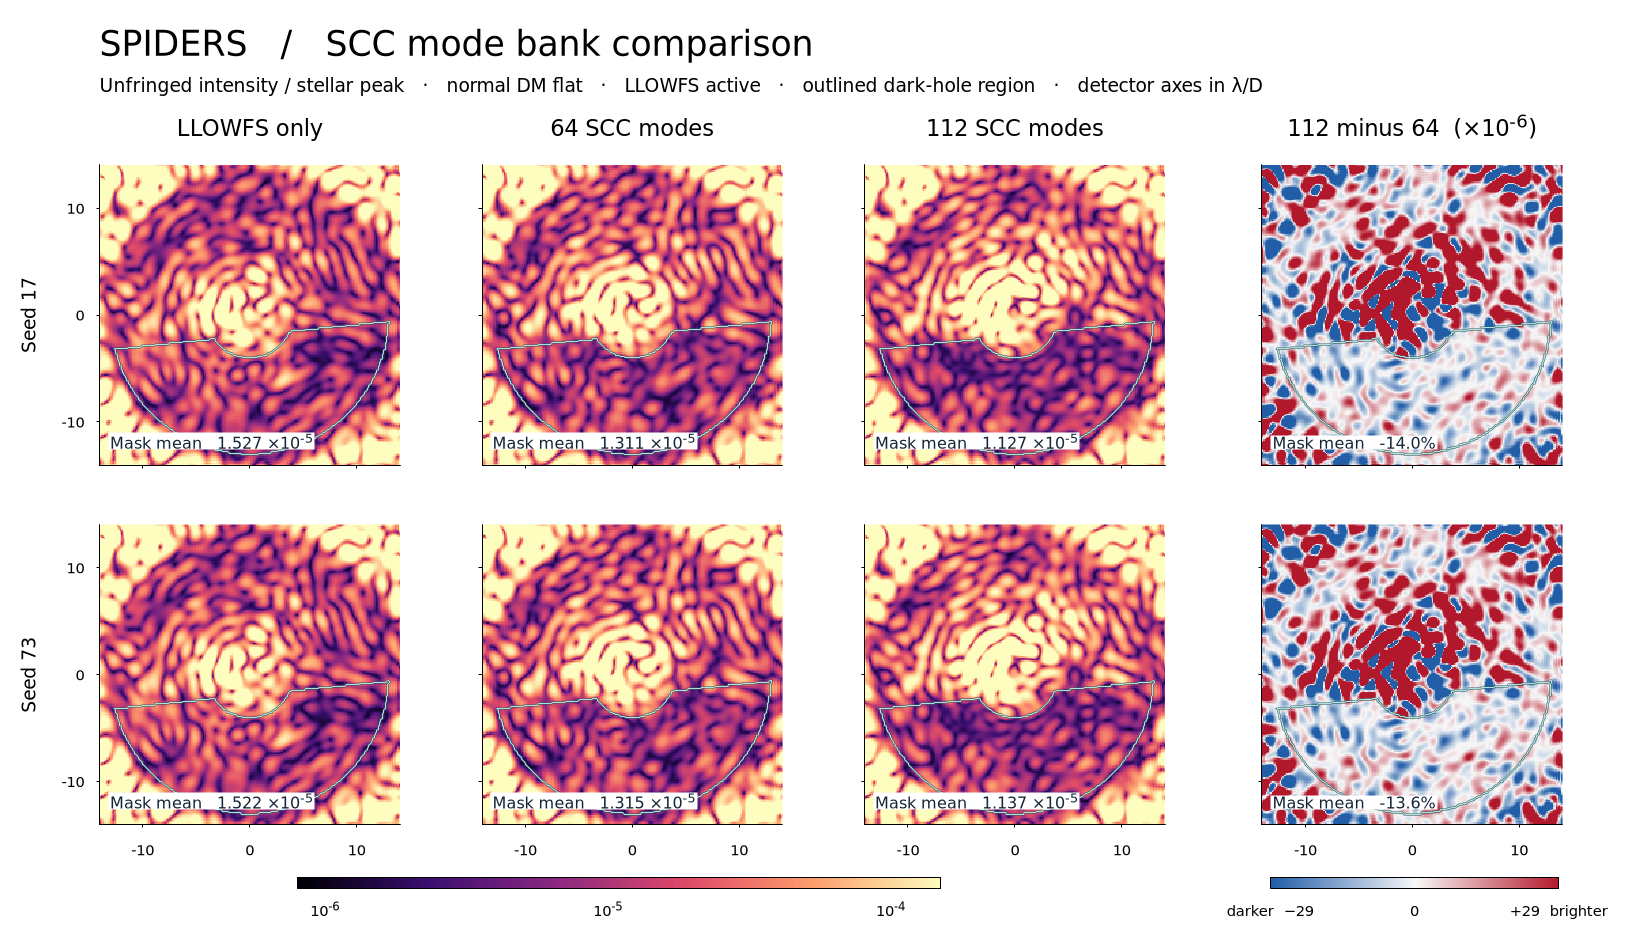 SPIDERS / SCC mode bank comparison
Unfringed intensity / stellar peak · normal DM flat · LLOWFS active · outlined dark-hole region · detector axes in λ/D
LLOWFS only 64 SCC modes 112 SCC modes 112 minus 64 (×10⁻⁶)
Seed 17
10
0
-10
Mask mean 1.527 ×10⁻⁵ Mask mean 1.311 ×10⁻⁵ Mask mean 1.127 ×10⁻⁵ Mask mean -14.0%
Seed 73
10
0
-10
Mask mean 1.522 ×10⁻⁵ Mask mean 1.315 ×10⁻⁵ Mask mean 1.137 ×10⁻⁵ Mask mean -13.6%
-10 0 10 -10 0 10 -10 0 10 -10 0 10
10⁻⁶ 10⁻⁵ 10⁻⁴ darker −29 0 +29 brighter